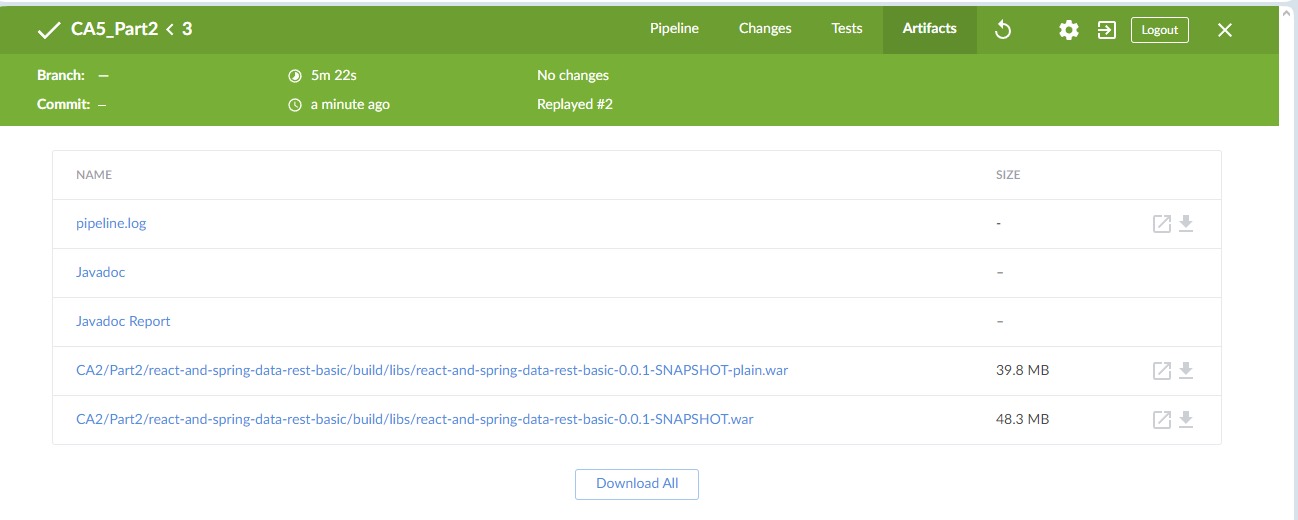 CA5_Part2 < 3 Pipeline Changes Tests Artifacts Logout
Branch: — 5m 22s No changes
Commit: — a minute ago Replayed #2
NAME SIZE
pipeline.log -
Javadoc –
Javadoc Report –
CA2/Part2/react-and-spring-data-rest-basic/build/libs/react-and-spring-data-rest-basic-0.0.1-SNAPSHOT-plain.war 39.8 MB
CA2/Part2/react-and-spring-data-rest-basic/build/libs/react-and-spring-data-rest-basic-0.0.1-SNAPSHOT.war 48.3 MB
Download All